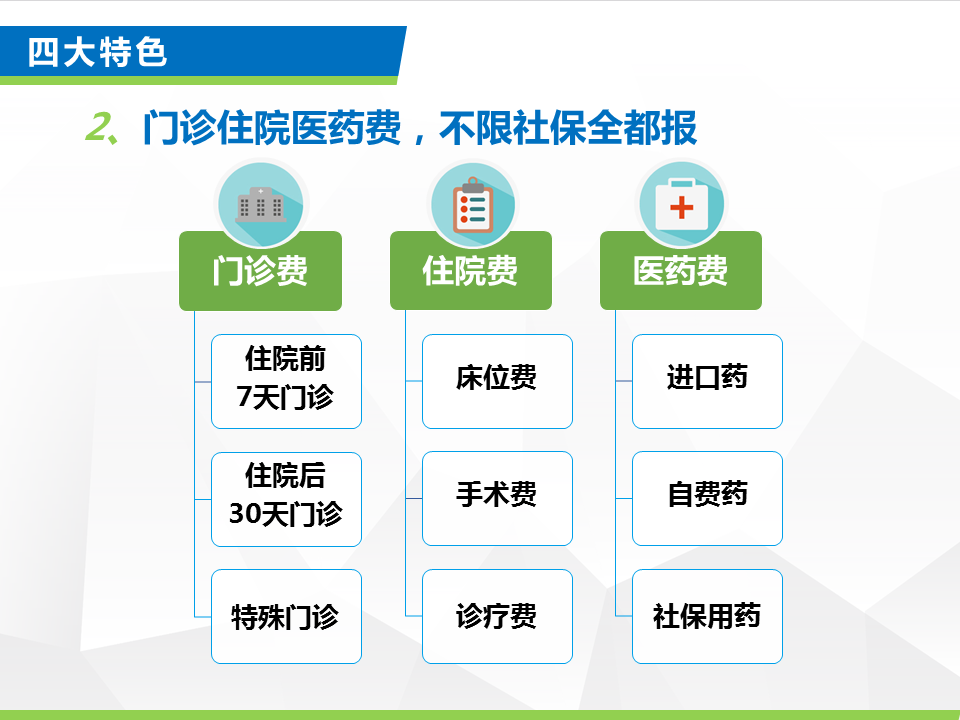 四大特色
2、门诊住院医药费，不限社保全都报
门诊费
住院前
7天门诊
住院后
30天门诊
特殊门诊
住院费
床位费
手术费
诊疗费
医药费
进口药
自费药
社保用药